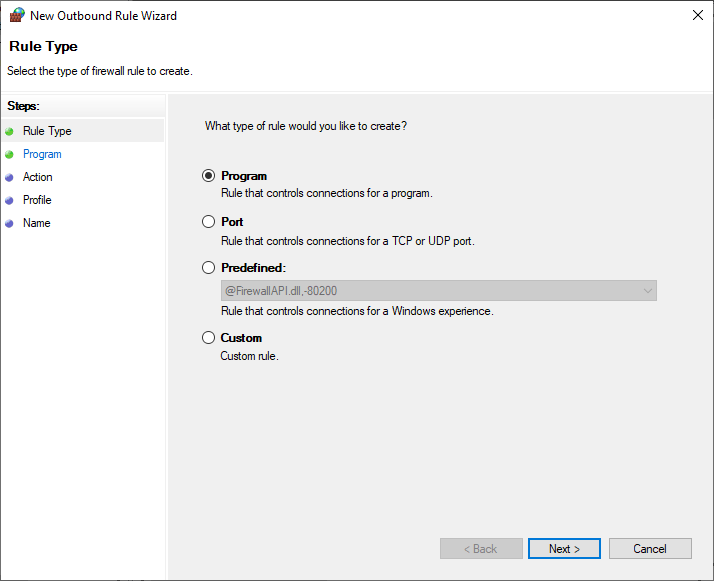 New Outbound Rule Wizard
Rule Type
Select the type of firewall rule to create.
Steps:
Rule Type
Program
Action
Profile
Name
What type of rule would you like to create?
Program
Rule that controls connections for a program.
Port
Rule that controls connections for a TCP or UDP port.
Predefined:
@FirewallAPI.dll,-80200
Rule that controls connections for a Windows experience.
Custom
Custom rule.
< Back
Next >
Cancel